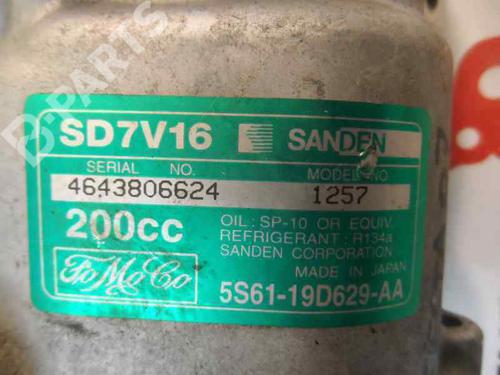 B-PARTS
SD7V16 SANDEN
SERIAL NO. MODEL NO.
4643806624 1257
200cc
OIL : SP-10 OR EQUIV.
REFRIGERANT : R134a
SANDEN CORPORATION
MADE IN JAPAN
FoMoCo
5S61-19D629-AA